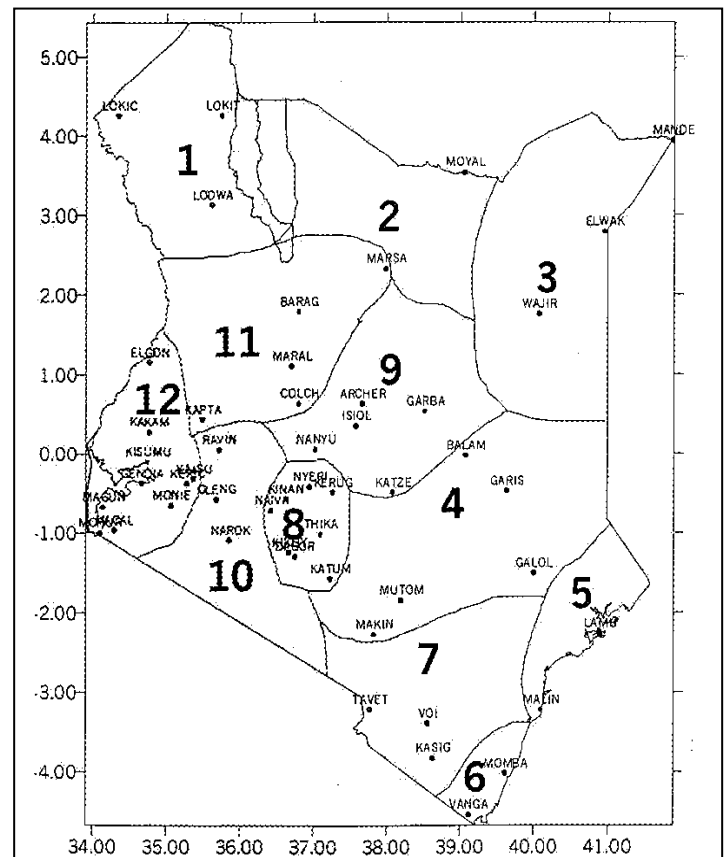 5.00
LOKIC LOKIT
4.00
MANDE
MOYAL
1
LODWA
3.00
2
ELWAK
MARSA
3
2.00
BARAG
WAJIR
11
ELGON
MARAL
9
1.00
12
COLCH ARCHER
GARBA
KAPTA
ISIOL
KAKAM
RAVIN NANYU
BALAM
KISUMU
0.00
NYERI
KERUG KATZE GARIS
MONIE OLENG
4
8
THIKA
-1.00
NAROK
GALOL
KATUM
10
5
MUTOM
LAMU
-2.00
MAKIN
7
-3.00
TAVET
VOI
MALIN
KASIG
6
MOMBA
-4.00
VANGA
34.00 35.00 36.00 37.00 38.00 39.00 40.00 41.00